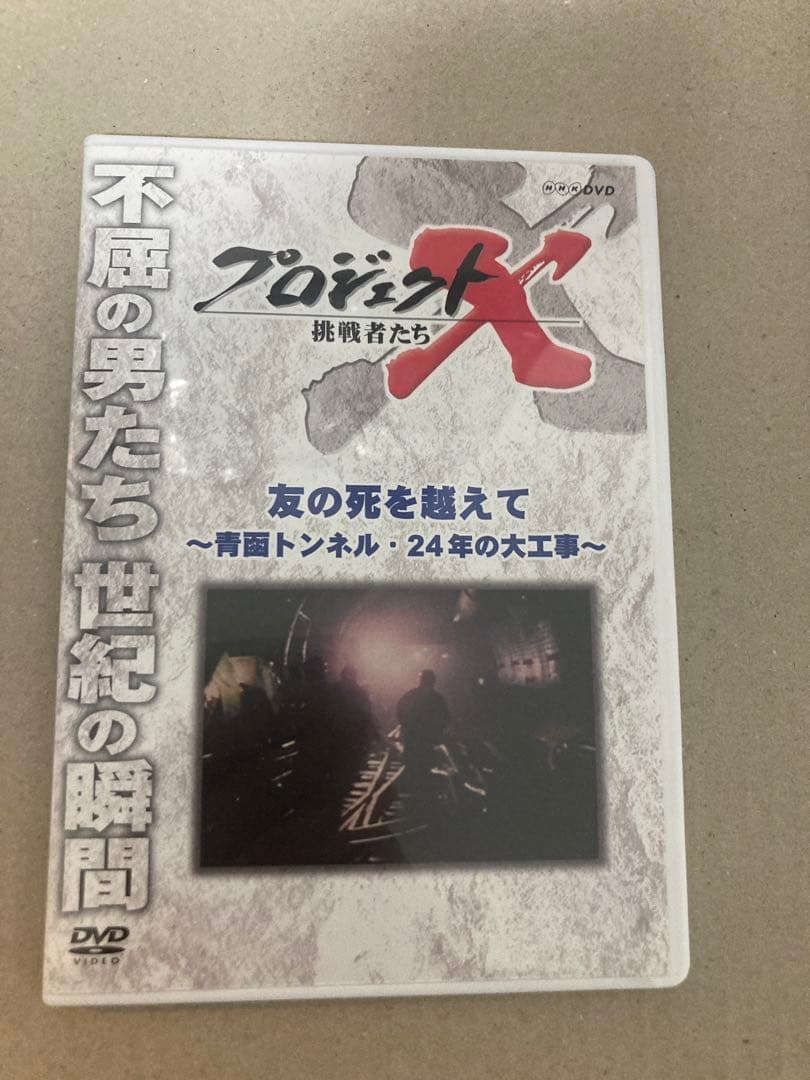 不屈の男たち 世紀の瞬間
NHK DVD
プロジェクトX
挑戦者たち
友の死を越えて
〜青函トンネル・24年の大工事〜
DVD
VIDEO